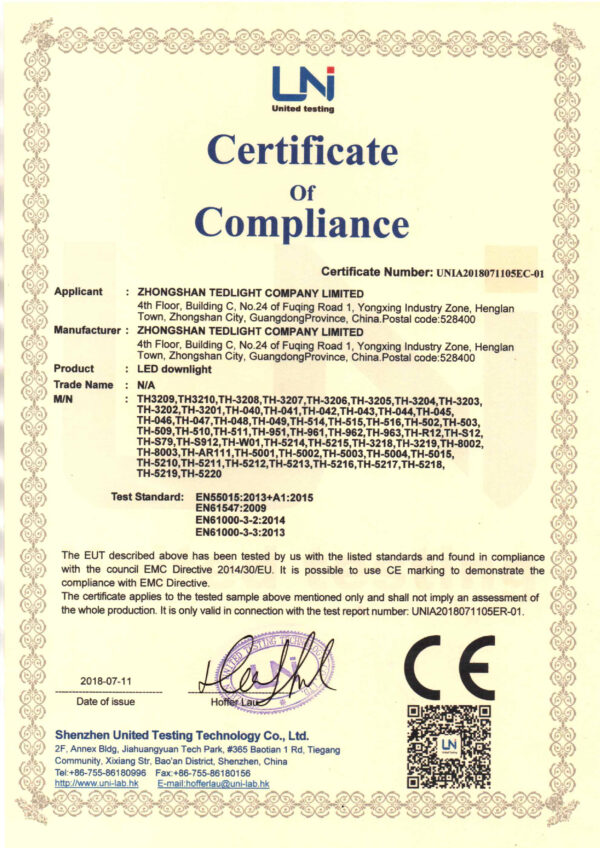 UNi
United testing
Certificate
Of
Compliance
Certificate Number: UNIA2018071105EC-01
Applicant : ZHONGSHAN TEDLIGHT COMPANY LIMITED
4th Floor, Building C, No.24 of Fuqing Road 1, Yongxing Industry Zone, Henglan
Town, Zhongshan City, GuangdongProvince, China.Postal code:528400
Manufacturer : ZHONGSHAN TEDLIGHT COMPANY LIMITED
4th Floor, Building C, No.24 of Fuqing Road 1, Yongxing Industry Zone, Henglan
Town, Zhongshan City, GuangdongProvince, China.Postal code:528400
Product : LED downlight
Trade Name : N/A
M/N : TH3209,TH3210,TH-3208,TH-3207,TH-3206,TH-3205,TH-3204,TH-3203,
TH-3202,TH-3201,TH-040,TH-041,TH-042,TH-043,TH-044,TH-045,
TH-046,TH-047,TH-048,TH-049,TH-514,TH-515,TH-516,TH-502,TH-503,
TH-509,TH-510,TH-511,TH-951,TH-961,TH-962,TH-963,TH-R12,TH-S12,
TH-S79,TH-S912,TH-W01,TH-5214,TH-5215,TH-3218,TH-3219,TH-8002,
TH-8003,TH-AR111,TH-5001,TH-5002,TH-5003,TH-5004,TH-5015,
TH-5210,TH-5211,TH-5212,TH-5213,TH-5216,TH-5217,TH-5218,
TH-5219,TH-5220
Test Standard: EN55015:2013+A1:2015
EN61547:2009
EN61000-3-2:2014
EN61000-3-3:2013
The EUT described above has been tested by us with the listed standards and found in compliance
with the council EMC Directive 2014/30/EU. It is possible to use CE marking to demonstrate the
compliance with EMC Directive.
The certificate applies to the tested sample above mentioned only and shall not imply an assessment of
the whole production. It is only valid in connection with the test report number: UNIA2018071105ER-01.
2018-07-11
Date of issue
Hoffer Lau
CE
Shenzhen United Testing Technology Co., Ltd.
2F, Annex Bldg, Jiahuangyuan Tech Park, #365 Baotian 1 Rd, Tiegang
Community, Xixiang Str, Bao'an District, Shenzhen, China
Tel:+86-755-86180996 Fax:+86-755-86180156
http://www.uni-lab.hk E-mail:hofferlau@uni-lab.hk